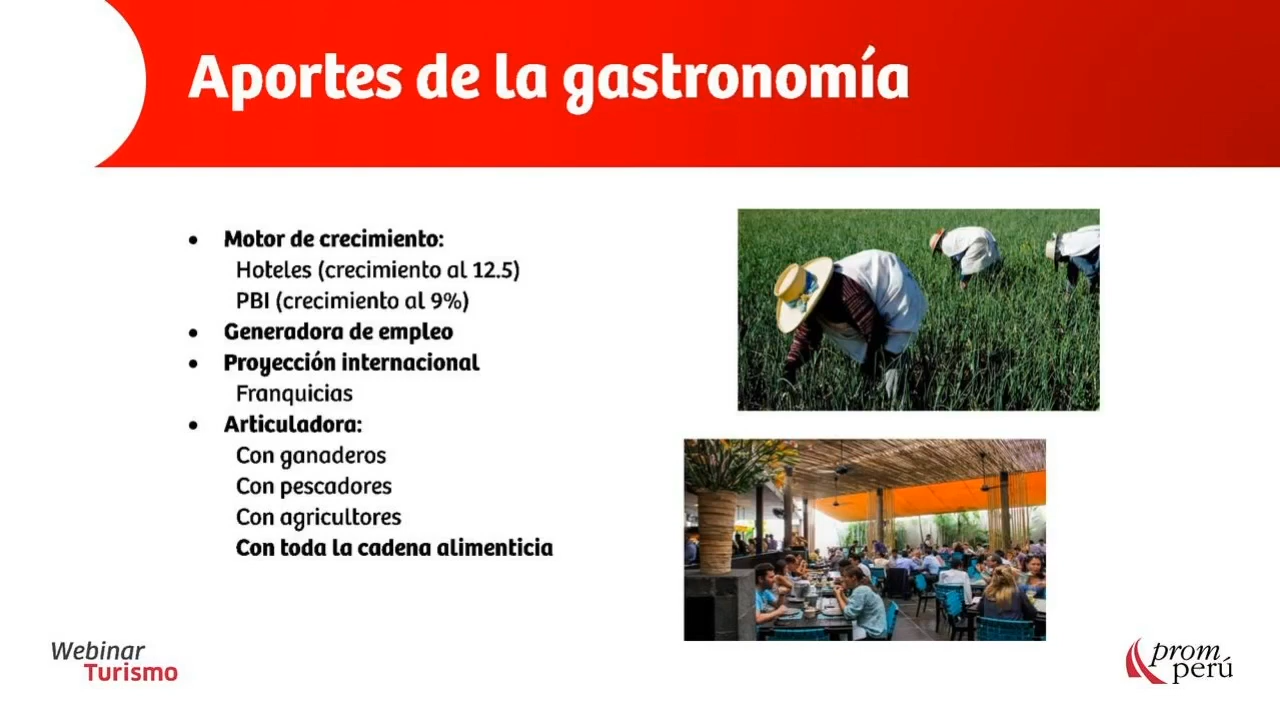 Aportes de la gastronomía
• Motor de crecimiento:
Hoteles (crecimiento al 12.5)
PBI (crecimiento al 9%)
• Generadora de empleo
• Proyección internacional
Franquicias
• Articuladora:
Con ganaderos
Con pescadores
Con agricultores
Con toda la cadena alimenticia
Webinar
Turismo
prom
perú